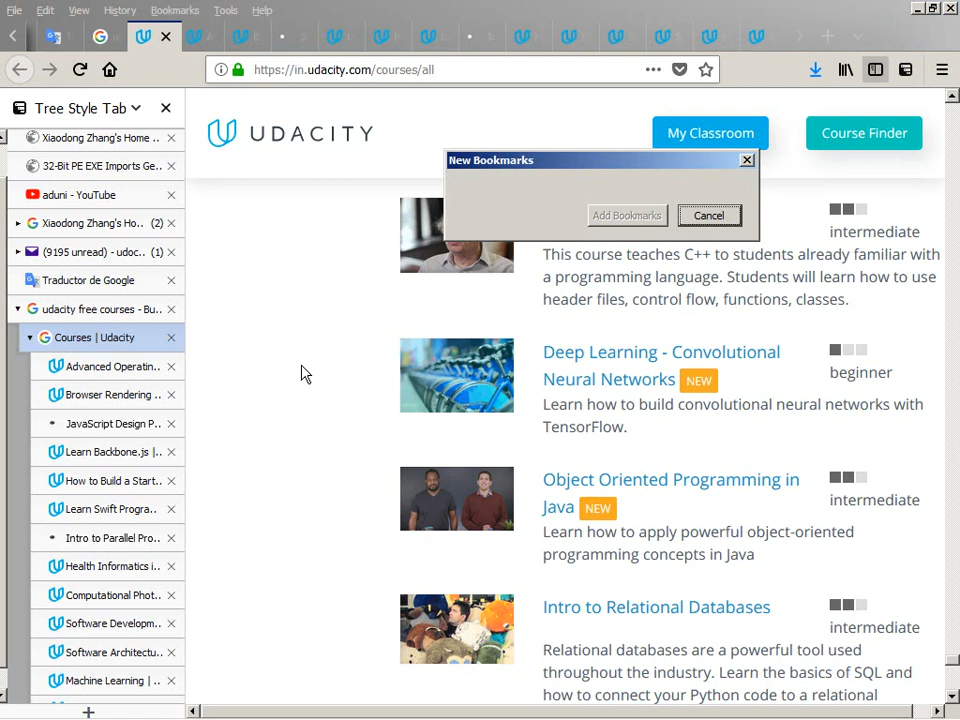 File Edit View History Bookmarks Tools Help
https://in.udacity.com/courses/all
Tree Style Tab
Xiaodong Zhang's Home ..
32-Bit PE EXE Imports Ge..
aduni - YouTube
Xiaodong Zhang's Ho.. (2)
(9195 unread) - udoc.. (1)
Traductor de Google
udacity free courses - Bu..
Courses | Udacity
Advanced Operatin..
Browser Rendering ..
JavaScript Design P..
Learn Backbone.js |..
How to Build a Start..
Learn Swift Progra..
Intro to Parallel Pro..
Health Informatics i..
Computational Phot..
Software Developm..
Software Architectu..
Machine Learning | ..
UDACITY
My Classroom
Course Finder
New Bookmarks
Add Bookmarks
Cancel
intermediate
This course teaches C++ to students already familiar with
a programming language. Students will learn how to use
header files, control flow, functions, classes.
Deep Learning - Convolutional
Neural Networks NEW
beginner
Learn how to build convolutional neural networks with
TensorFlow.
Object Oriented Programming in
Java NEW
intermediate
Learn how to apply powerful object-oriented
programming concepts in Java
Intro to Relational Databases
intermediate
Relational databases are a powerful tool used
throughout the industry. Learn the basics of SQL and
how to connect your Python code to a relational